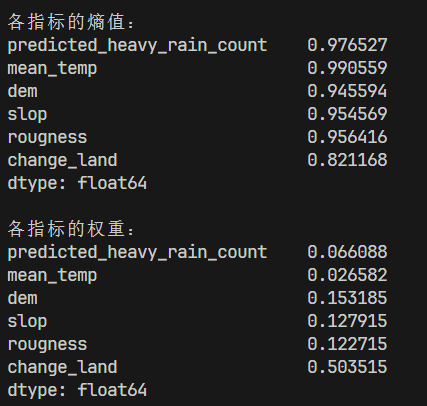 各指标的熵值:
predicted_heavy_rain_count    0.976527
mean_temp                     0.990559
dem                           0.945594
slop                          0.954569
rougness                      0.956416
change_land                   0.821168
dtype: float64

各指标的权重:
predicted_heavy_rain_count    0.066088
mean_temp                     0.026582
dem                           0.153185
slop                          0.127915
rougness                      0.122715
change_land                   0.503515
dtype: float64